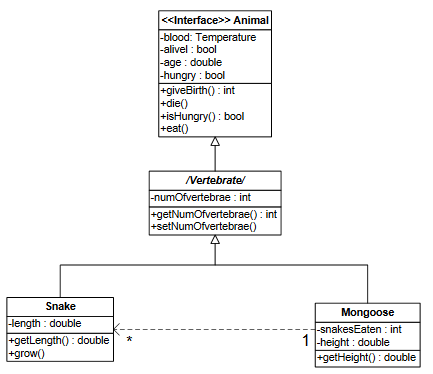 <<Interface>> Animal
-blood: Temperature
-alivel : bool
-age : double
-hungry : bool
+giveBirth() : int
+die()
+isHungry() : bool
+eat()
/Vertebrate/
-numOfvertebrae : int
+getNumOfvertebrae() : int
+setNumOfvertebrae()
Snake
-length : double
+getLength() : double
+grow()
*
1
Mongoose
-snakesEaten : int
-height : double
+getHeight() : double